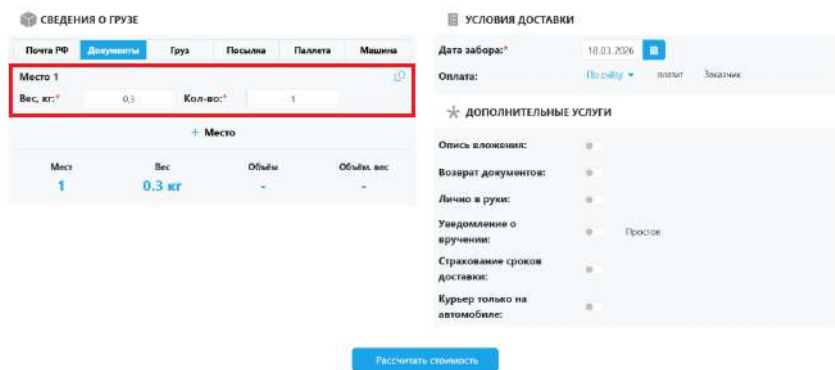 СВЕДЕНИЯ О ГРУЗЕ
Почта РФ Документы Груз Посылка Паллета Машина
Место 1
Вес, кг:* 0,3 Кол-во:* 1
+ Место
Мест Вес Объём Объём. вес
1 0.3 кг - -
УСЛОВИЯ ДОСТАВКИ
Дата забора:* 18.03.2026
Оплата: По счёту платит Заказчик
ДОПОЛНИТЕЛЬНЫЕ УСЛУГИ
Опись вложения:
Возврат документов:
Лично в руки:
Уведомление о
вручении: Простое
Страхование сроков
доставки:
Курьер только на
автомобиле:
Рассчитать стоимость